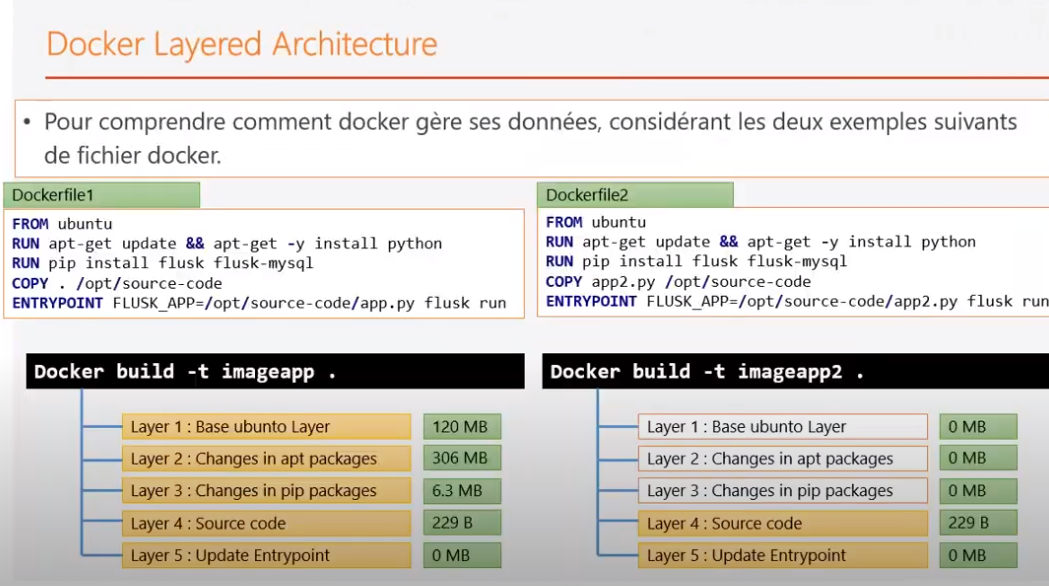 Docker Layered Architecture
• Pour comprendre comment docker gère ses données, considérant les deux exemples suivants
de fichier docker.
Dockerfile1
FROM ubuntu
RUN apt-get update && apt-get -y install python
RUN pip install flusk flusk-mysql
COPY . /opt/source-code
ENTRYPOINT FLUSK_APP=/opt/source-code/app.py flusk run
Docker build -t imageapp .
Layer 1 : Base ubunto Layer 120 MB
Layer 2 : Changes in apt packages 306 MB
Layer 3 : Changes in pip packages 6.3 MB
Layer 4 : Source code 229 B
Layer 5 : Update Entrypoint 0 MB
Dockerfile2
FROM ubuntu
RUN apt-get update && apt-get -y install python
RUN pip install flusk flusk-mysql
COPY app2.py /opt/source-code
ENTRYPOINT FLUSK_APP=/opt/source-code/app2.py flusk run
Docker build -t imageapp2 .
Layer 1 : Base ubunto Layer 0 MB
Layer 2 : Changes in apt packages 0 MB
Layer 3 : Changes in pip packages 0 MB
Layer 4 : Source code 229 B
Layer 5 : Update Entrypoint 0 MB